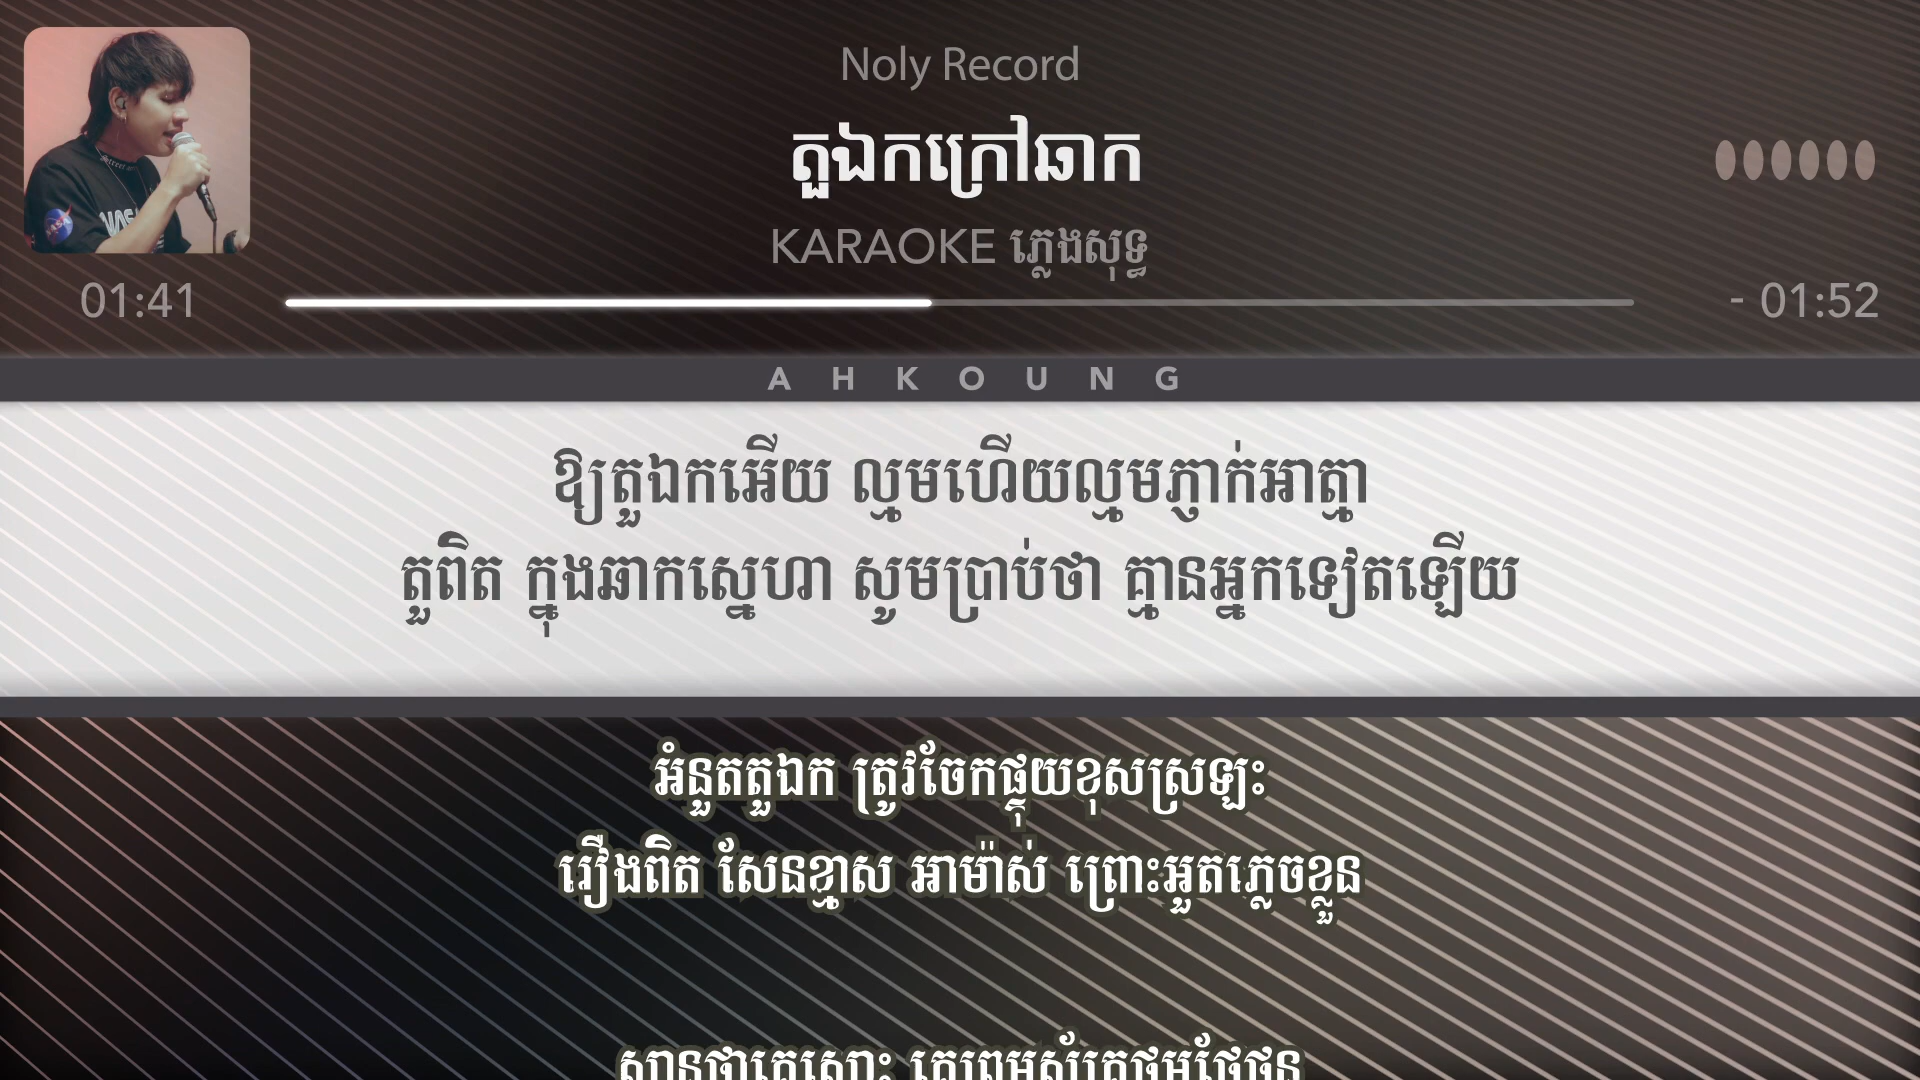 Noly Record
តួឯកក្រៅឆាក
KARAOKE ភ្លេងសុទ្ធ
01:41
- 01:52
AHKOUNG
ឱ្យតួឯកអើយ ល្មមហើយល្មមភ្ញាក់អាត្មា
តួពិត ក្នុងឆាកស្នេហា សូមប្រាប់ថា គ្មានអ្នកទៀតឡើយ
អំនួតតួឯក ត្រូវចែកផ្លុយខុសស្រឡះ
រឿងពិត សែនខ្មាស អាម៉ាស់ ព្រោះអួតភ្លេចខ្លួន